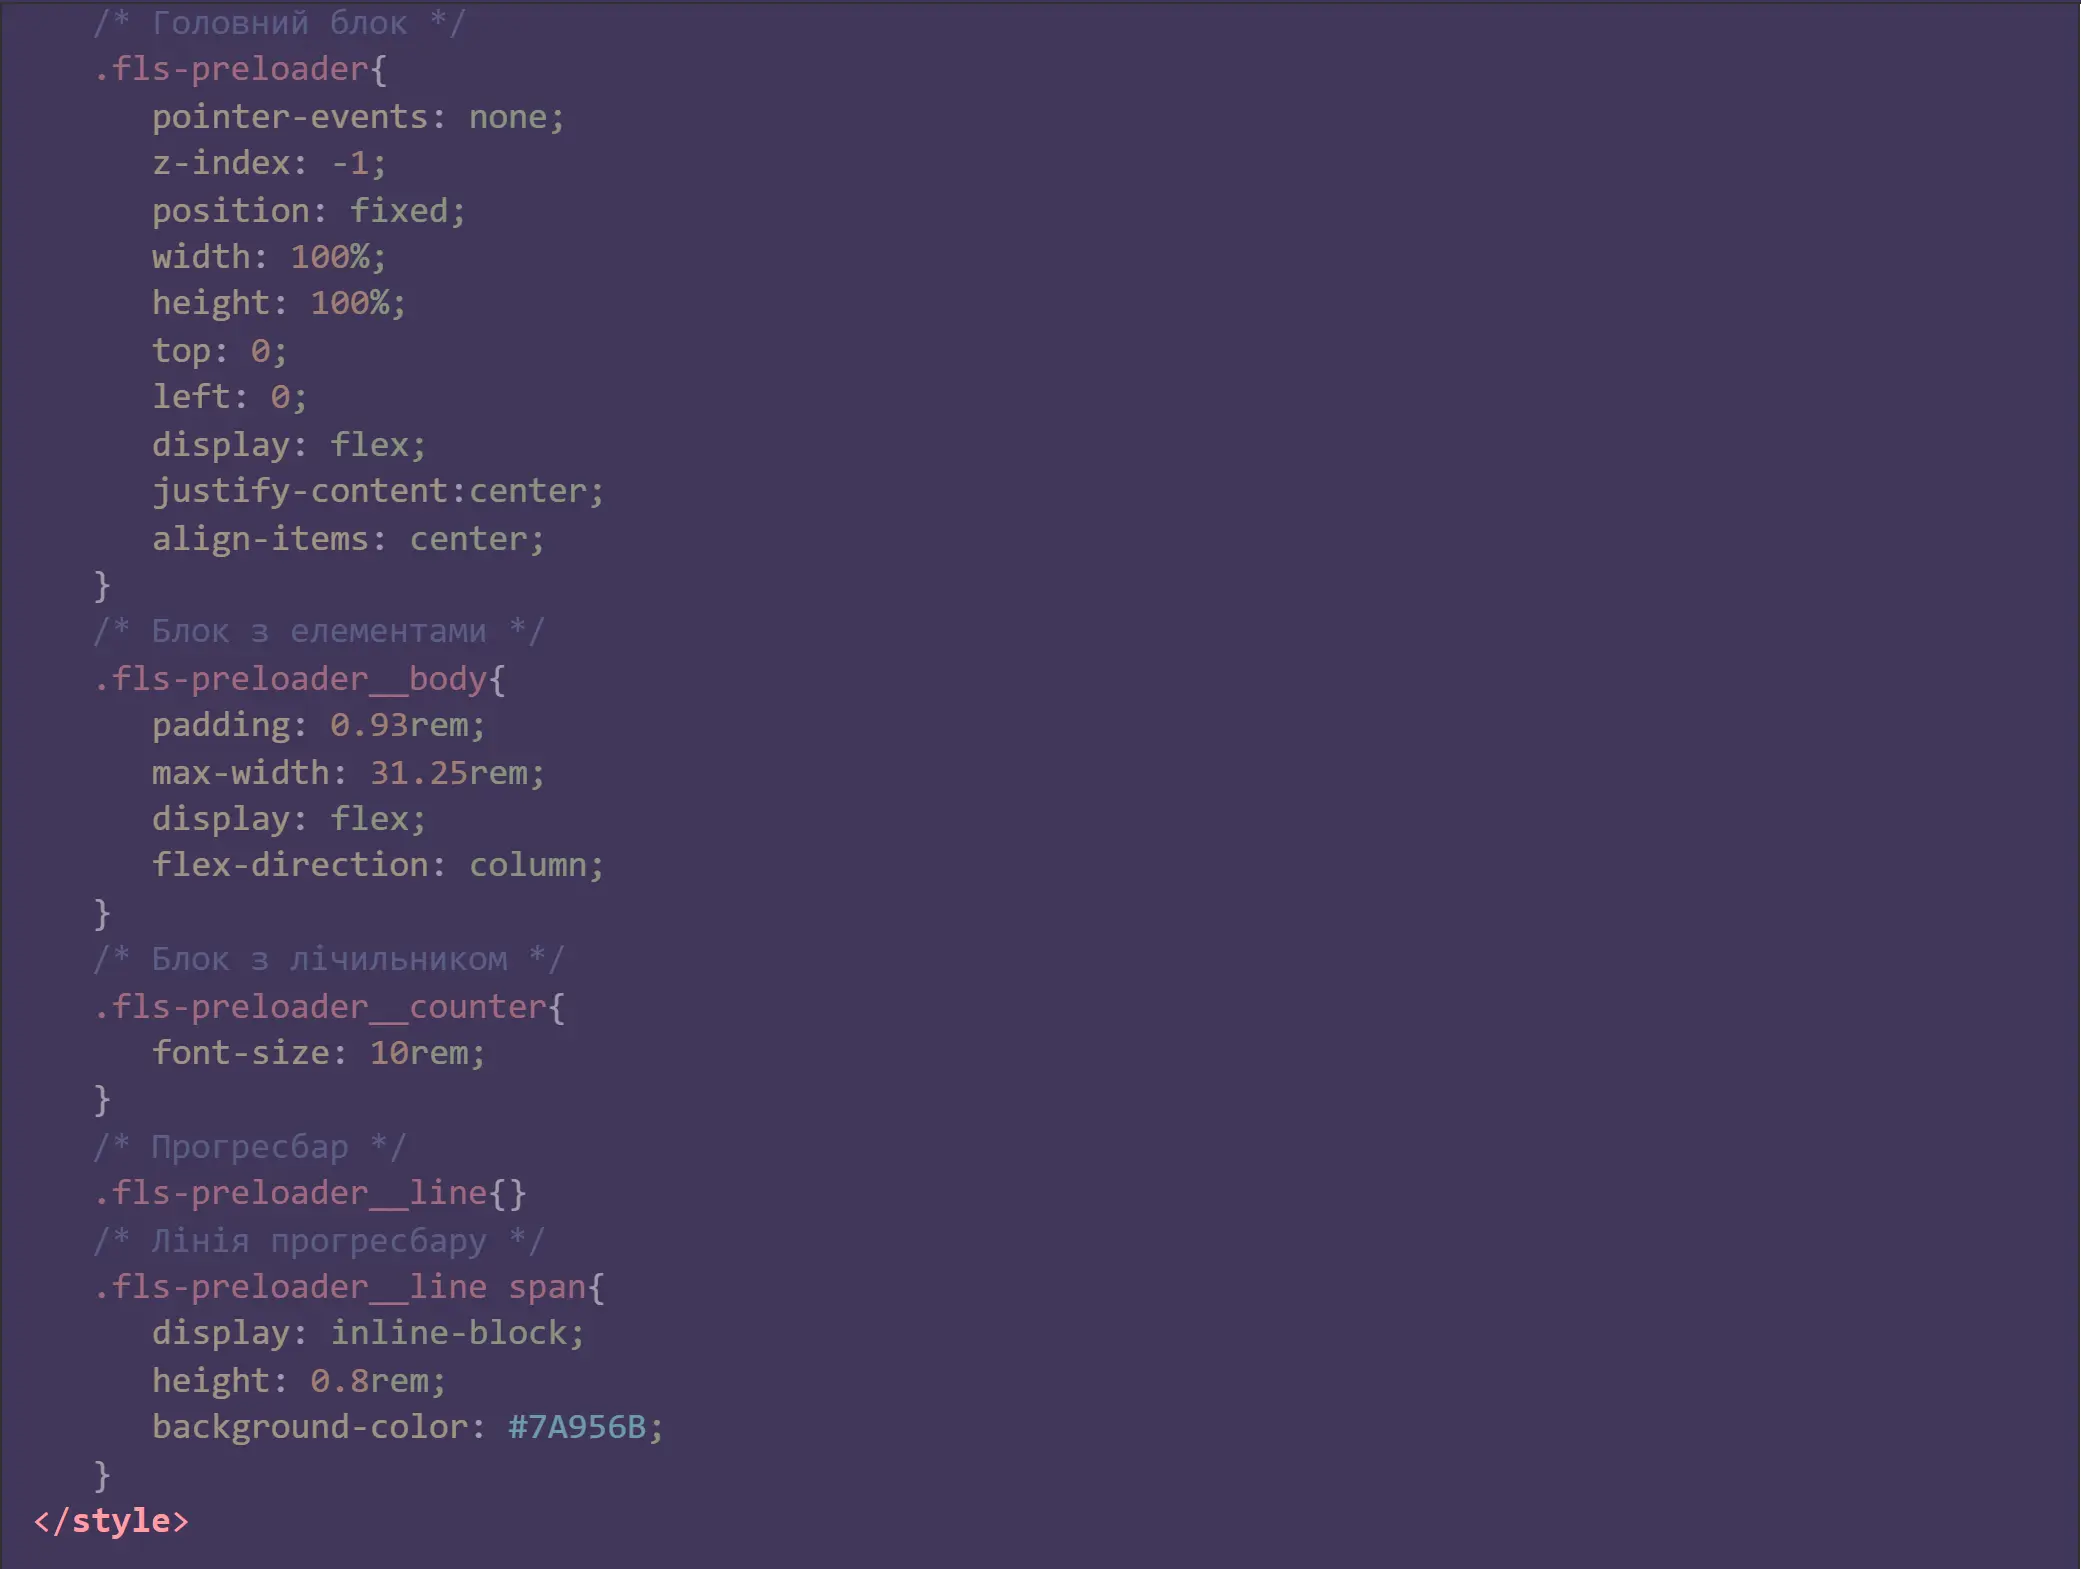 /* Головний блок */
.fls-preloader{
pointer-events: none;
z-index: -1;
position: fixed;
width: 100%;
height: 100%;
top: 0;
left: 0;
display: flex;
justify-content:center;
align-items: center;
}
/* Блок з елементами */
.fls-preloader__body{
padding: 0.93rem;
max-width: 31.25rem;
display: flex;
flex-direction: column;
}
/* Блок з лічильником */
.fls-preloader__counter{
font-size: 10rem;
}
/* Прогресбар */
.fls-preloader__line{}
/* Лінія прогресбару */
.fls-preloader__line span{
display: inline-block;
height: 0.8rem;
background-color: #7A956B;
}
</style>